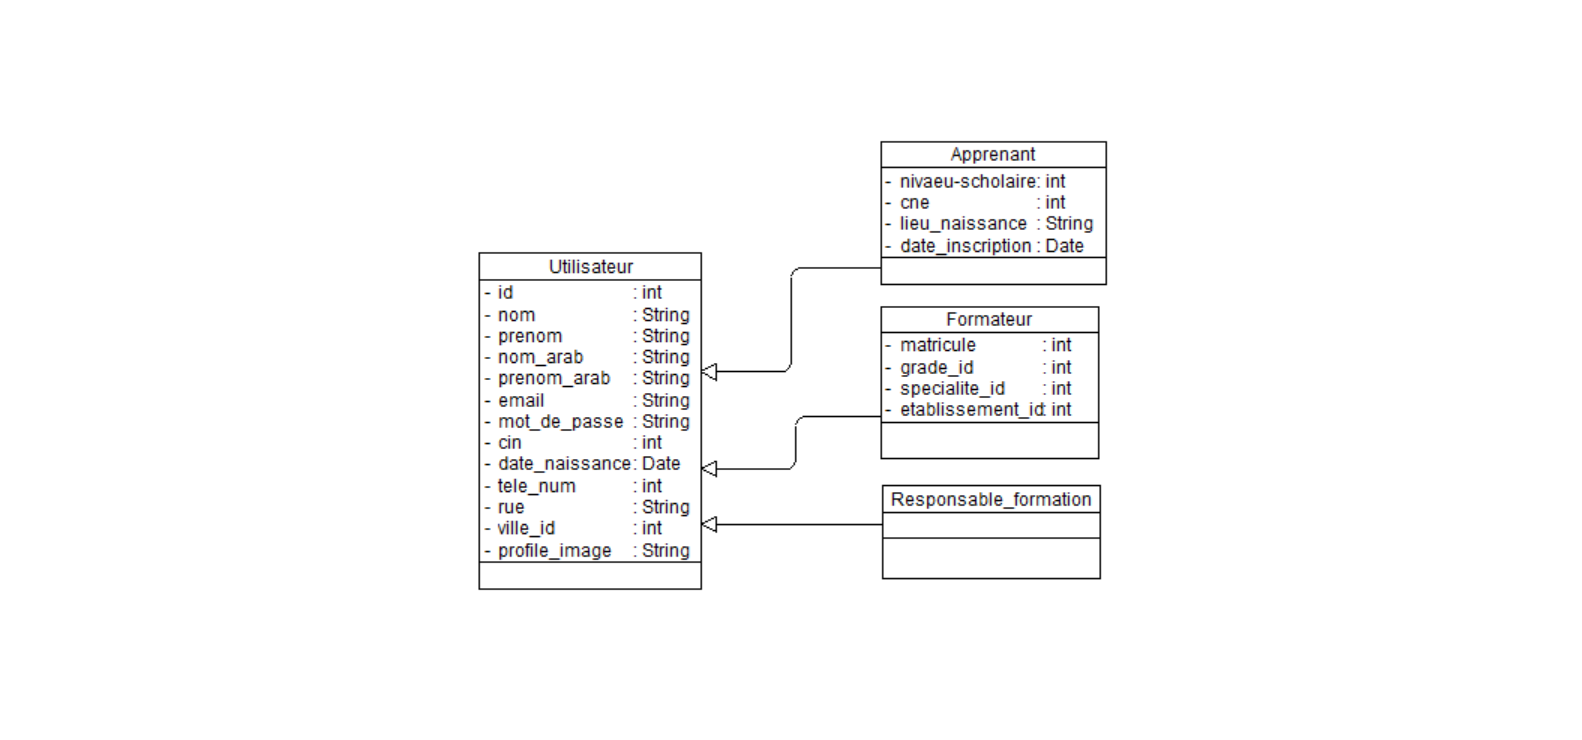 Utilisateur
- id : int
- nom : String
- prenom : String
- nom_arab : String
- prenom_arab : String
- email : String
- mot_de_passe : String
- cin : int
- date_naissance : Date
- tele_num : int
- rue : String
- ville_id : int
- profile_image : String
Apprenant
- nivaeu-scholaire : int
- cne : int
- lieu_naissance : String
- date_inscription : Date
Formateur
- matricule : int
- grade_id : int
- specialite_id : int
- etablissement_id : int
Responsable_formation